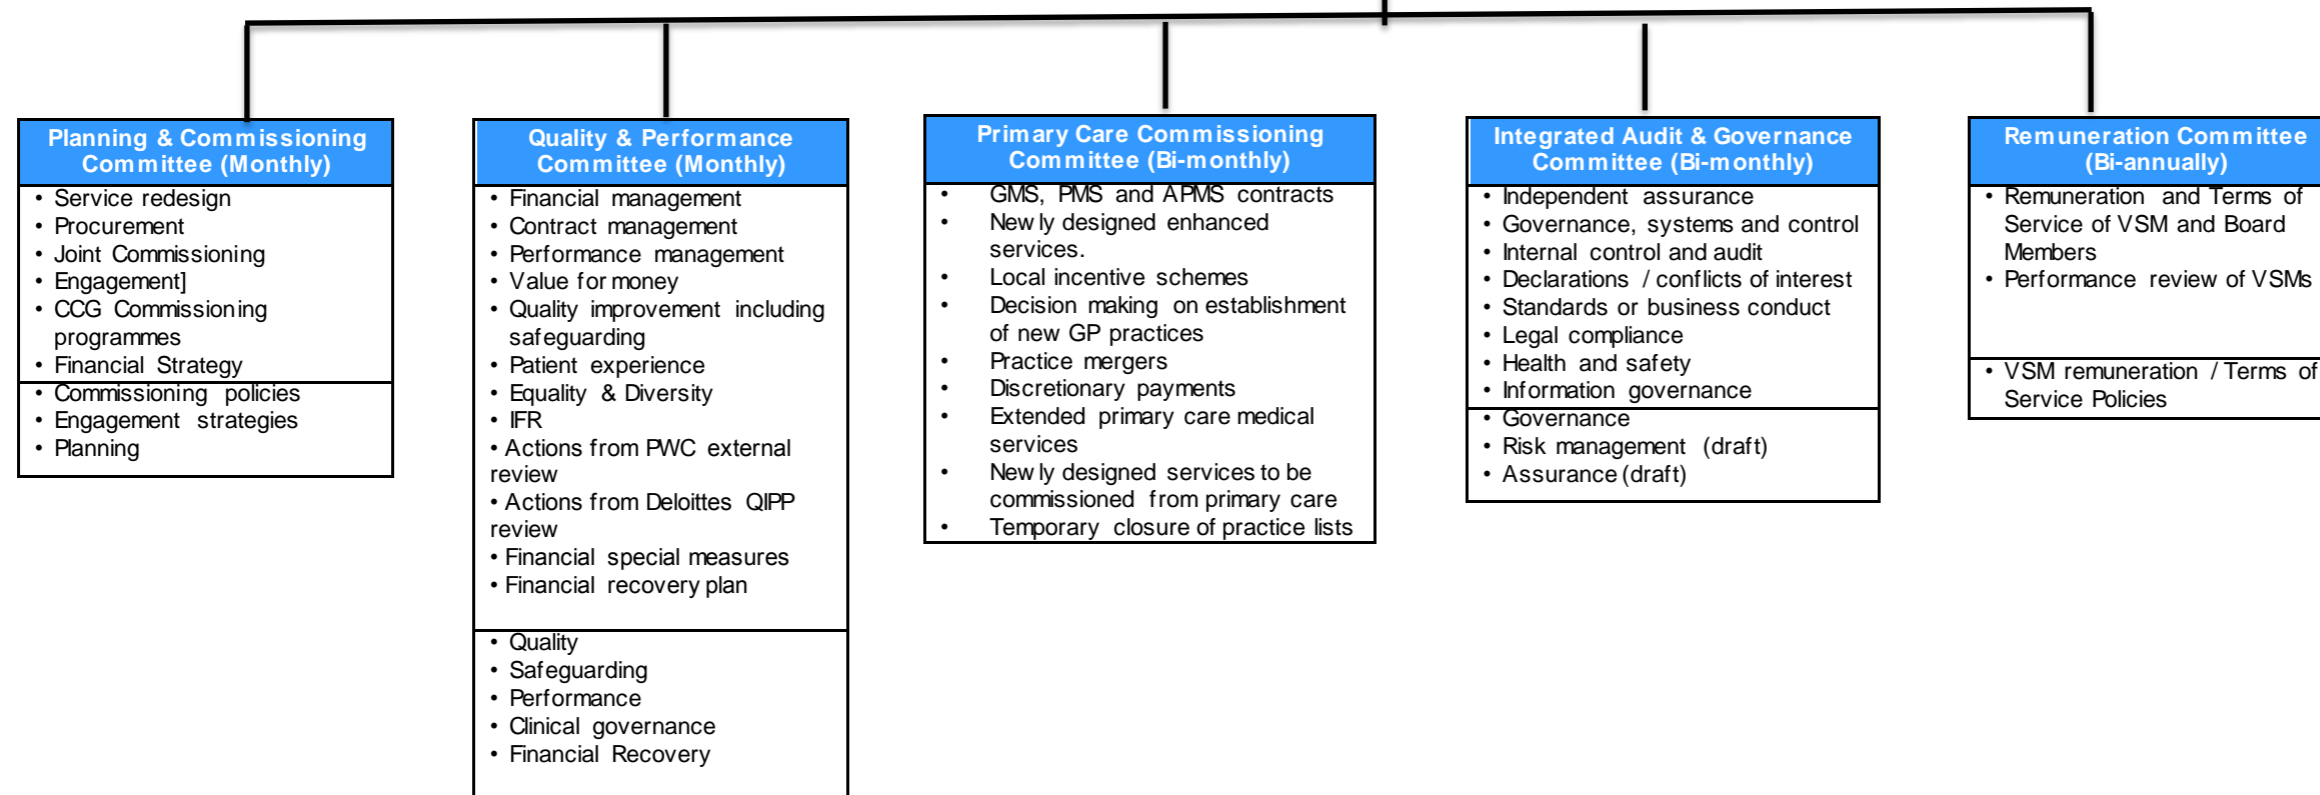 Planning & Commissioning
Committee (Monthly)
• Service redesign
• Procurement
• Joint Commissioning
• Engagement]
• CCG Commissioning
programmes
• Financial Strategy
• Commissioning policies
• Engagement strategies
• Planning
Quality & Performance
Committee (Monthly)
• Financial management
• Contract management
• Performance management
• Value for money
• Quality improvement including
safeguarding
• Patient experience
• Equality & Diversity
• IFR
• Actions from PWC external
review
• Actions from Deloittes QIPP
review
• Financial special measures
• Financial recovery plan
• Quality
• Safeguarding
• Performance
• Clinical governance
• Financial Recovery
Primary Care Commissioning
Committee (Bi-monthly)
• GMS, PMS and APMS contracts
• Newly designed enhanced
services.
• Local incentive schemes
• Decision making on establishment
of new GP practices
• Practice mergers
• Discretionary payments
• Extended primary care medical
services
• Newly designed services to be
commissioned from primary care
• Temporary closure of practice lists
Integrated Audit & Governance
Committee (Bi-monthly)
• Independent assurance
• Governance, systems and control
• Internal control and audit
• Declarations / conflicts of interest
• Standards or business conduct
• Legal compliance
• Health and safety
• Information governance
• Governance
• Risk management (draft)
• Assurance (draft)
Remuneration Committee
(Bi-annually)
• Remuneration and Terms of
Service of VSM and Board
Members
• Performance review of VSMs
• VSM remuneration / Terms of
Service Policies